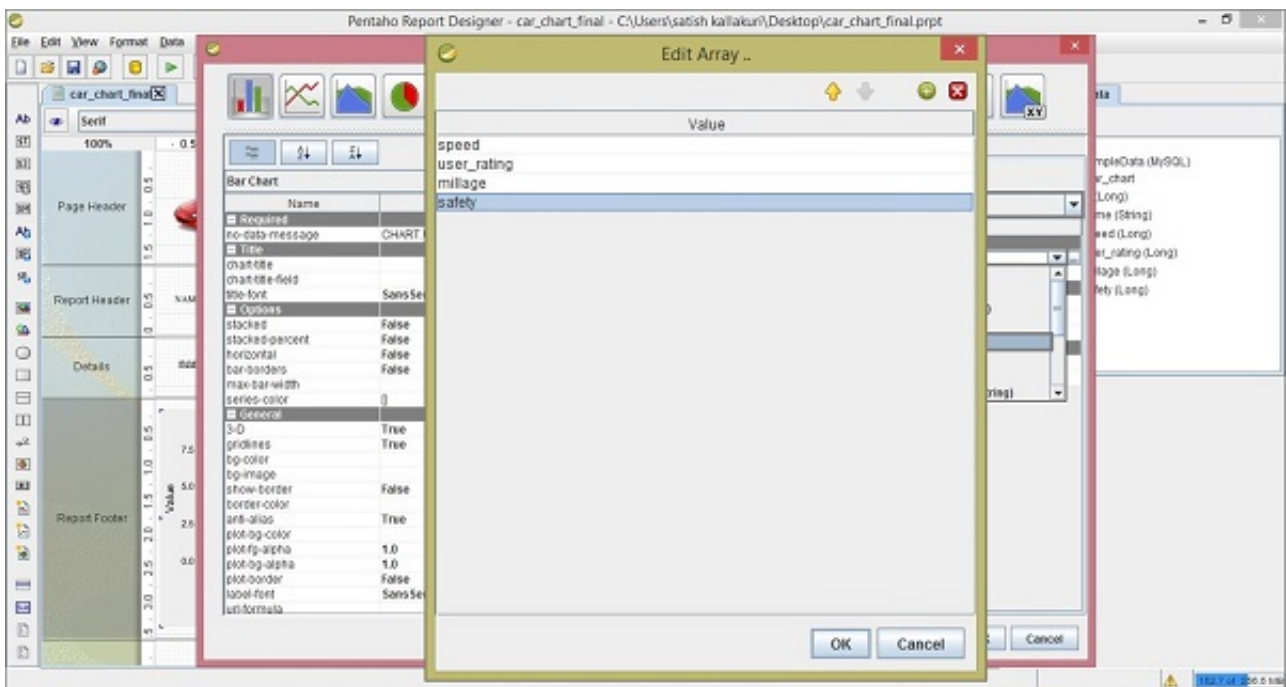 Pentaho Report Designer - car_chart_final - C:\Users\satish kallakuri\Desktop\car_chart_final.prpt
File Edit View Format Data
Edit Array ..
car_chart_final
Serif
100%
Value
speed
user_rating
millage
safety
Bar Chart
Name
Required
no-data-message CHART
Title
chart-title
chart-title-field
title-font SansSe
Options
stacked False
stacked-percent False
horizontal False
bar-borders False
max-bar-width
series-color []
General
3-D True
gridlines True
bg-color
bg-image
show-border False
border-color
anti-alias True
plot-bg-color
plot-fg-alpha 1.0
plot-bg-alpha 1.0
plot-border False
label-font SansSe
url-formula
Page Header
Report Header
Details
Report Footer
Value
7.5
5.0
2.5
0.0
XY
ata
mpleData (MySQL)
r_chart
(Long)
me (String)
eed (Long)
er_rating (Long)
llage (Long)
fety (Long)
tring)
OK Cancel
Cancel